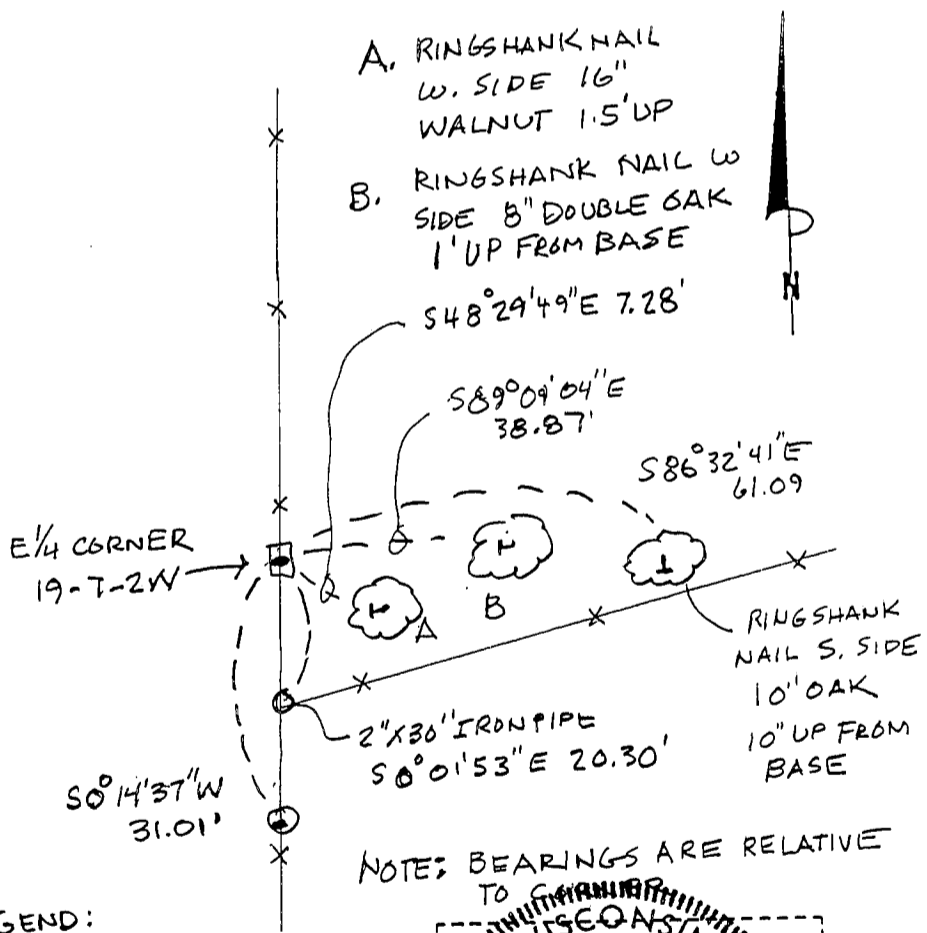 A. RINGSHANK NAIL
W. SIDE 16"
WALNUT 1.5' UP
B. RINGSHANK NAIL W
SIDE 8" DOUBLE OAK
1' UP FROM BASE
N
S48°29'49"E 7.28'
S89°09'04"E
38.87'
S86°32'41"E
61.09
E1/4 CORNER
19-7-2W
A
B
RINGSHANK
NAIL S. SIDE
10" OAK
10" UP FROM
BASE
2"X30" IRON PIPE
S0°01'53"E 20.30'
S0°14'37"W
31.01'
NOTE: BEARINGS ARE RELATIVE
TO
GEND: